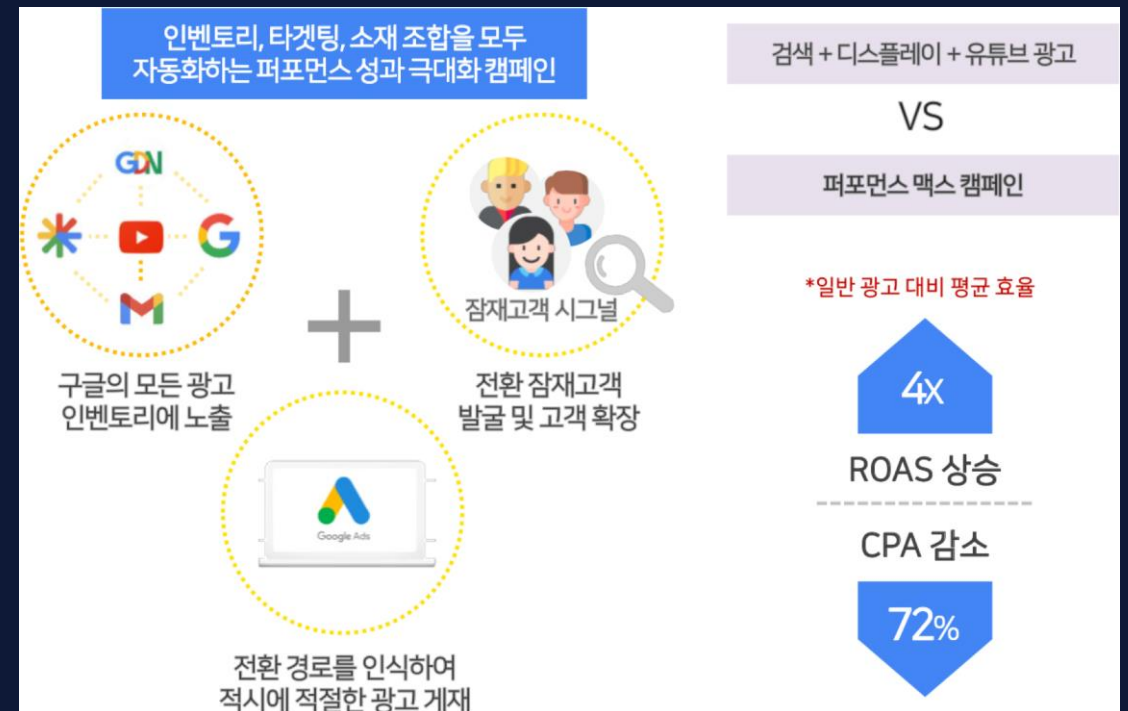 인벤토리, 타겟팅, 소재 조합을 모두
자동화하는 퍼포먼스 성과 극대화 캠페인
GDN
잠재고객 시그널
구글의 모든 광고
인벤토리에 노출
전환 잠재고객
발굴 및 고객 확장
Google Ads
전환 경로를 인식하여
적시에 적절한 광고 게재
검색 + 디스플레이 + 유튜브 광고
VS
퍼포먼스 맥스 캠페인
*일반 광고 대비 평균 효율
4x
ROAS 상승
CPA 감소
72%